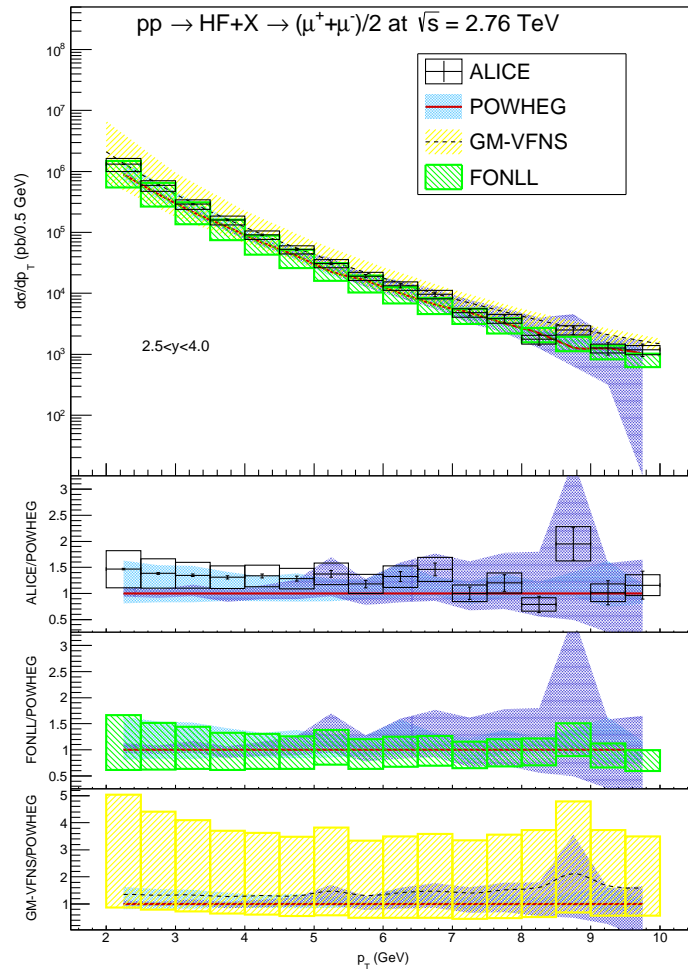 pp → HF+X → (μ⁺+μ⁻)/2 at √s = 2.76 TeV
ALICE
POWHEG
GM-VFNS
FONLL
dσ/dp_T (pb/0.5 GeV)
10⁸
10⁷
10⁶
10⁵
10⁴
10³
10²
2.5<y<4.0
ALICE/POWHEG
3
2.5
2
1.5
1
0.5
FONLL/POWHEG
3
2.5
2
1.5
1
0.5
GM-VFNS/POWHEG
5
4
3
2
1
2 3 4 5 6 7 8 9 10
p_T (GeV)